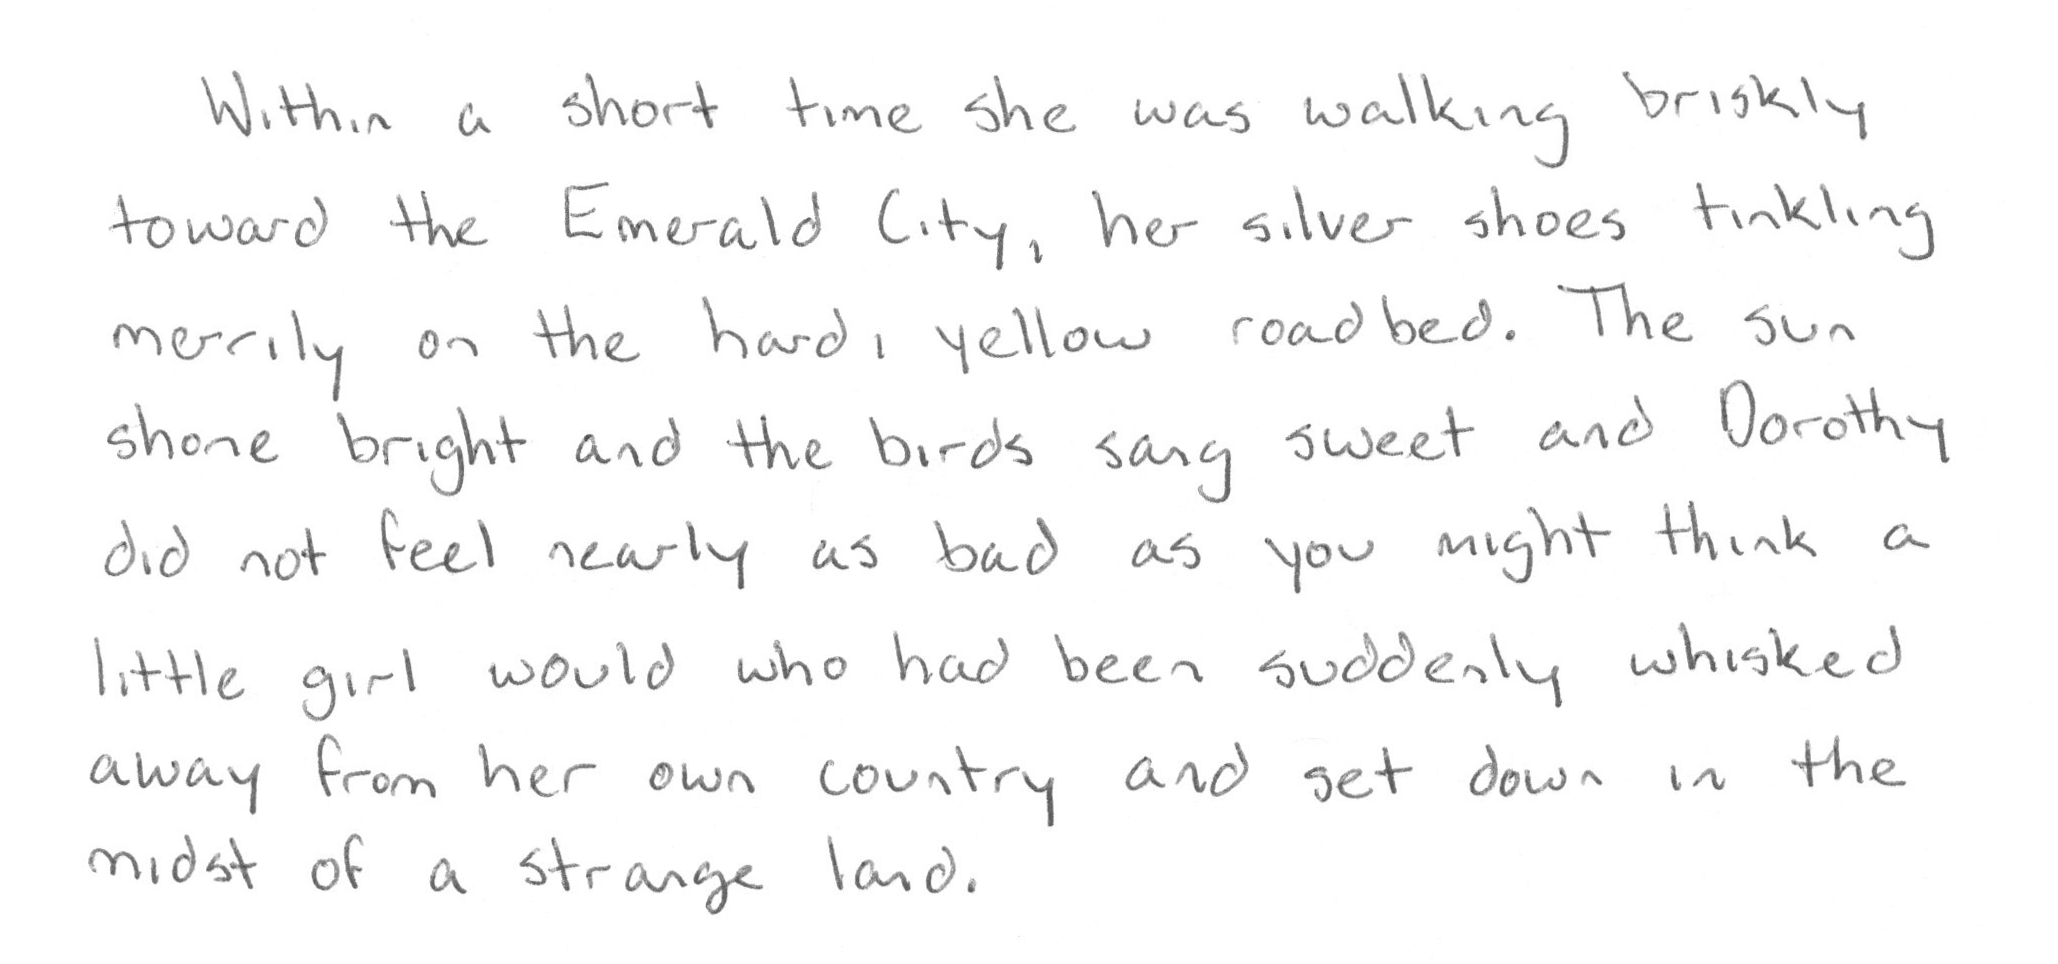 Within a short time she was walking briskly
toward the Emerald City, her silver shoes tinkling
merrily on the hard, yellow roadbed. The sun
shone bright and the birds sang sweet and Dorothy
did not feel nearly as bad as you might think a
little girl would who had been suddenly whisked
away from her own country and set down in the
midst of a strange land.